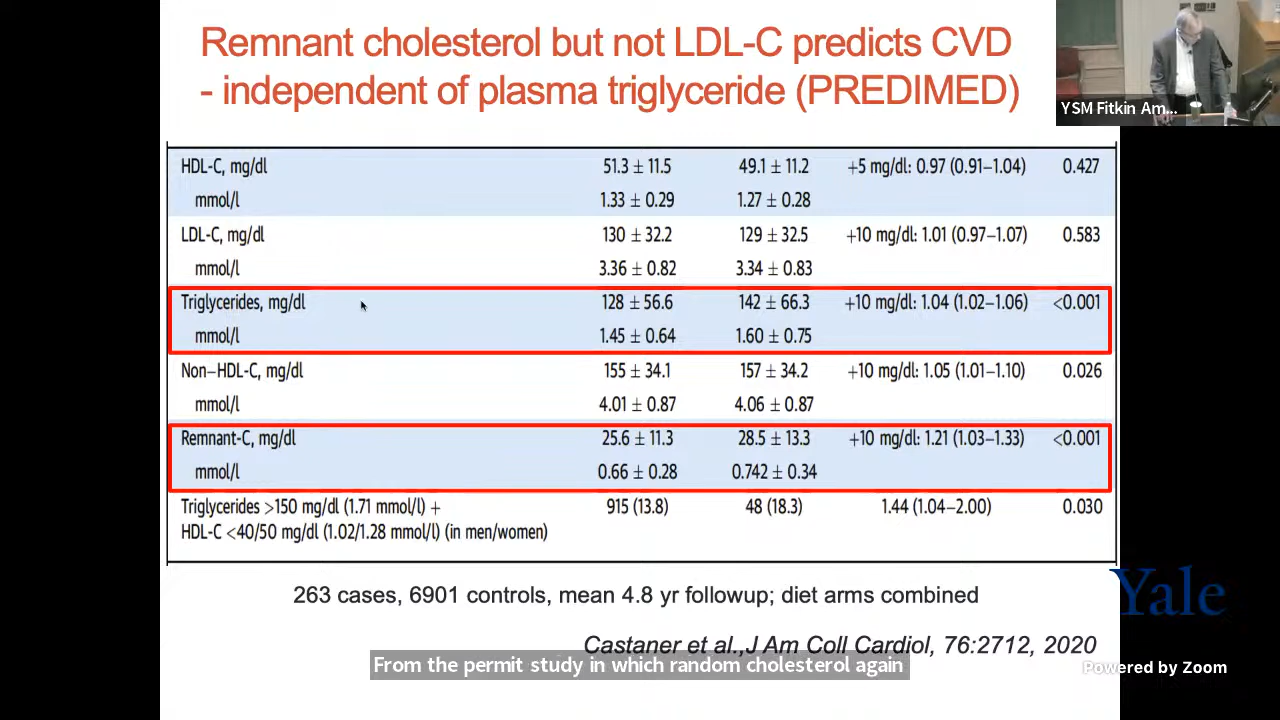 Remnant cholesterol but not LDL-C predicts CVD
- independent of plasma triglyceride (PREDIMED)
YSM Fitkin Am...
HDL-C, mg/dl 51.3 ± 11.5 49.1 ± 11.2 +5 mg/dl: 0.97 (0.91–1.04) 0.427
mmol/l 1.33 ± 0.29 1.27 ± 0.28
LDL-C, mg/dl 130 ± 32.2 129 ± 32.5 +10 mg/dl: 1.01 (0.97–1.07) 0.583
mmol/l 3.36 ± 0.82 3.34 ± 0.83
Triglycerides, mg/dl 128 ± 56.6 142 ± 66.3 +10 mg/dl: 1.04 (1.02–1.06) <0.001
mmol/l 1.45 ± 0.64 1.60 ± 0.75
Non–HDL-C, mg/dl 155 ± 34.1 157 ± 34.2 +10 mg/dl: 1.05 (1.01–1.10) 0.026
mmol/l 4.01 ± 0.87 4.06 ± 0.87
Remnant-C, mg/dl 25.6 ± 11.3 28.5 ± 13.3 +10 mg/dl: 1.21 (1.03–1.33) <0.001
mmol/l 0.66 ± 0.28 0.742 ± 0.34
Triglycerides >150 mg/dl (1.71 mmol/l) + 915 (13.8) 48 (18.3) 1.44 (1.04–2.00) 0.030
HDL-C <40/50 mg/dl (1.02/1.28 mmol/l) (in men/women)
263 cases, 6901 controls, mean 4.8 yr followup; diet arms combined
Yale
Castaner et al.,J Am Coll Cardiol, 76:2712, 2020
From the permit study in which random cholesterol again
Powered by Zoom